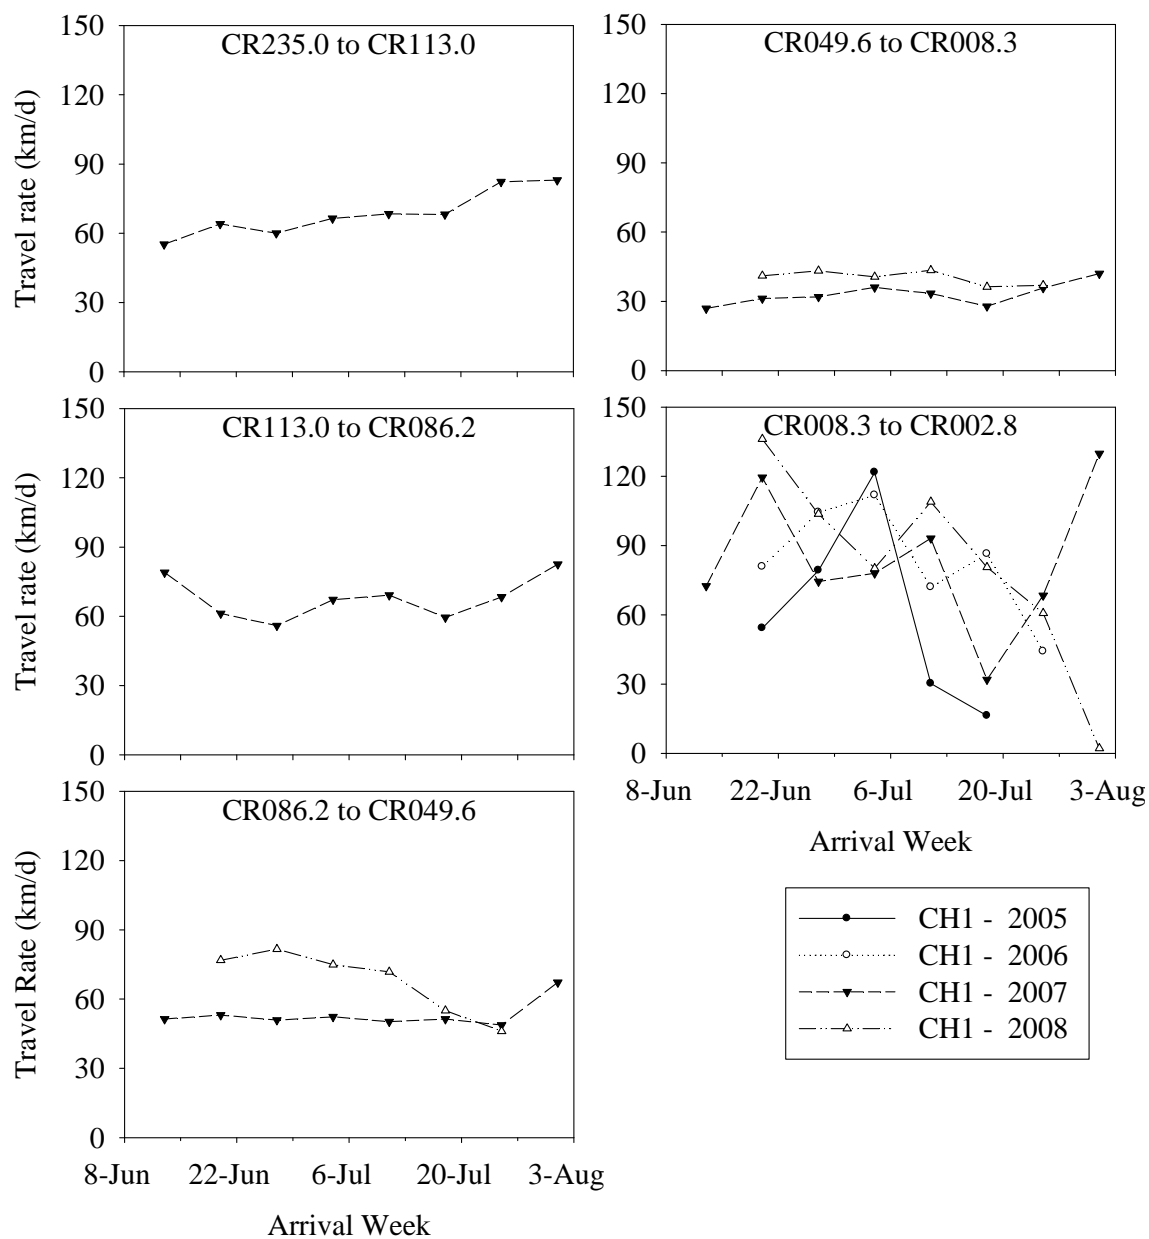 CR235.0 to CR113.0
150
120
90
60
30
0
Travel rate (km/d)
CR049.6 to CR008.3
150
120
90
60
30
0
CR113.0 to CR086.2
150
120
90
60
30
0
Travel rate (km/d)
CR008.3 to CR002.8
150
120
90
60
30
0
8-Jun 22-Jun 6-Jul 20-Jul 3-Aug
Arrival Week
CR086.2 to CR049.6
150
120
90
60
30
0
Travel Rate (km/d)
8-Jun 22-Jun 6-Jul 20-Jul 3-Aug
Arrival Week
CH1 - 2005
CH1 - 2006
CH1 - 2007
CH1 - 2008